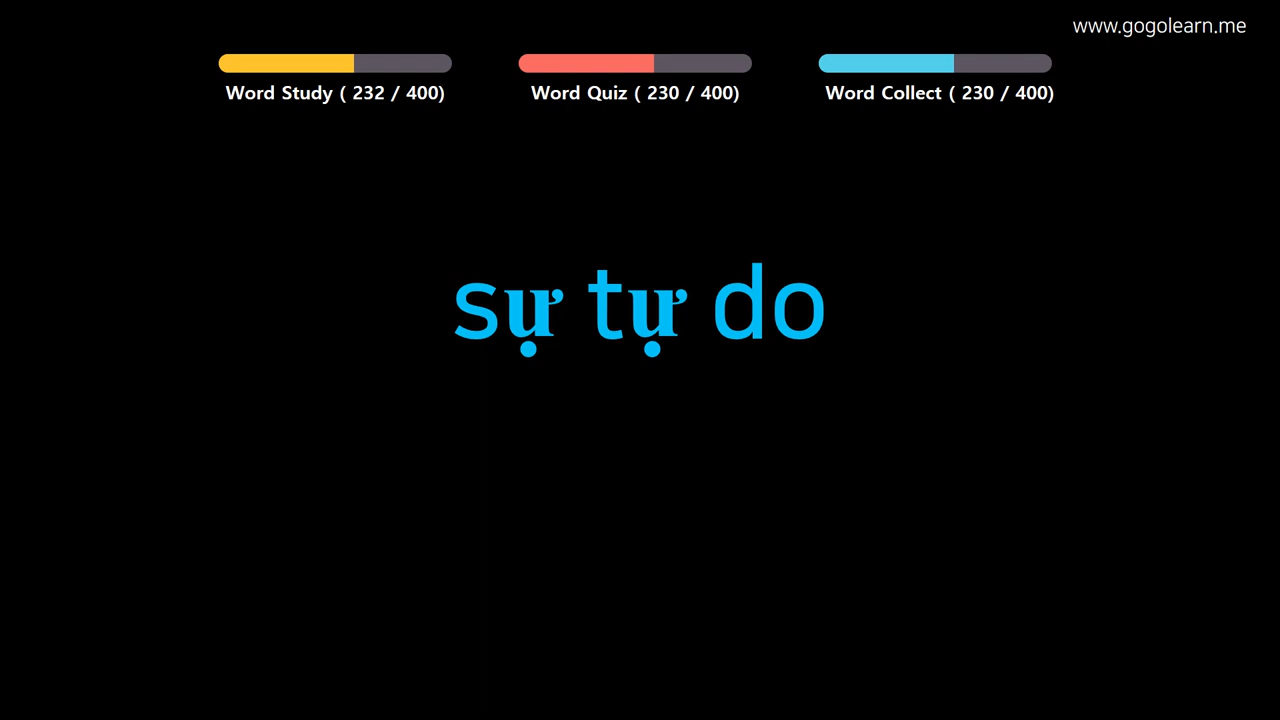 www.gogolearn.me
Word Study ( 232 / 400)
Word Quiz ( 230 / 400)
Word Collect ( 230 / 400)
sự tự do